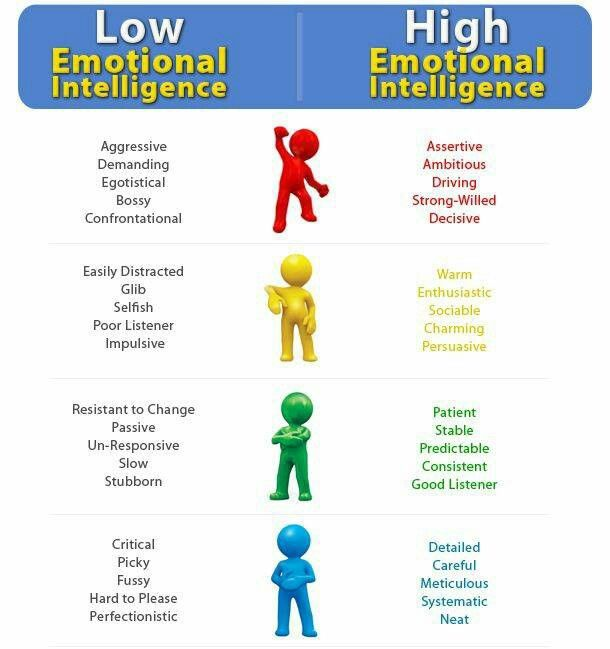 Low
Emotional
Intelligence
High
Emotional
Intelligence
Aggressive
Demanding
Egotistical
Bossy
Confrontational
Assertive
Ambitious
Driving
Strong-Willed
Decisive
Easily Distracted
Glib
Selfish
Poor Listener
Impulsive
Warm
Enthusiastic
Sociable
Charming
Persuasive
Resistant to Change
Passive
Un-Responsive
Slow
Stubborn
Patient
Stable
Predictable
Consistent
Good Listener
Critical
Picky
Fussy
Hard to Please
Perfectionistic
Detailed
Careful
Meticulous
Systematic
Neat